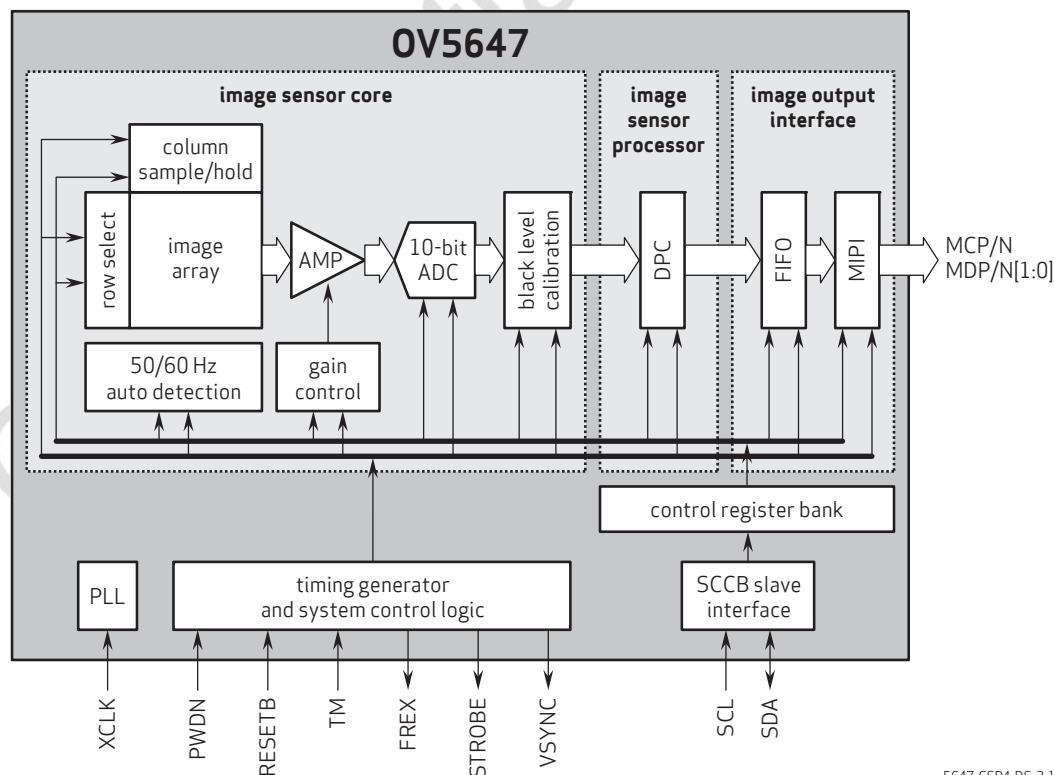 OV5647
image sensor core
image
sensor
processor
image output
interface
column
sample/hold
row select
image
array
AMP
10-bit
ADC
black level
calibration
DPC
FIFO
MIPI
MCP/N
MDP/N[1:0]
50/60 Hz
auto detection
gain
control
control register bank
PLL
timing generator
and system control logic
SCCB slave
interface
XCLK
PWDN
RESETB
TM
FREX
STROBE
VSYNC
SCL
SDA